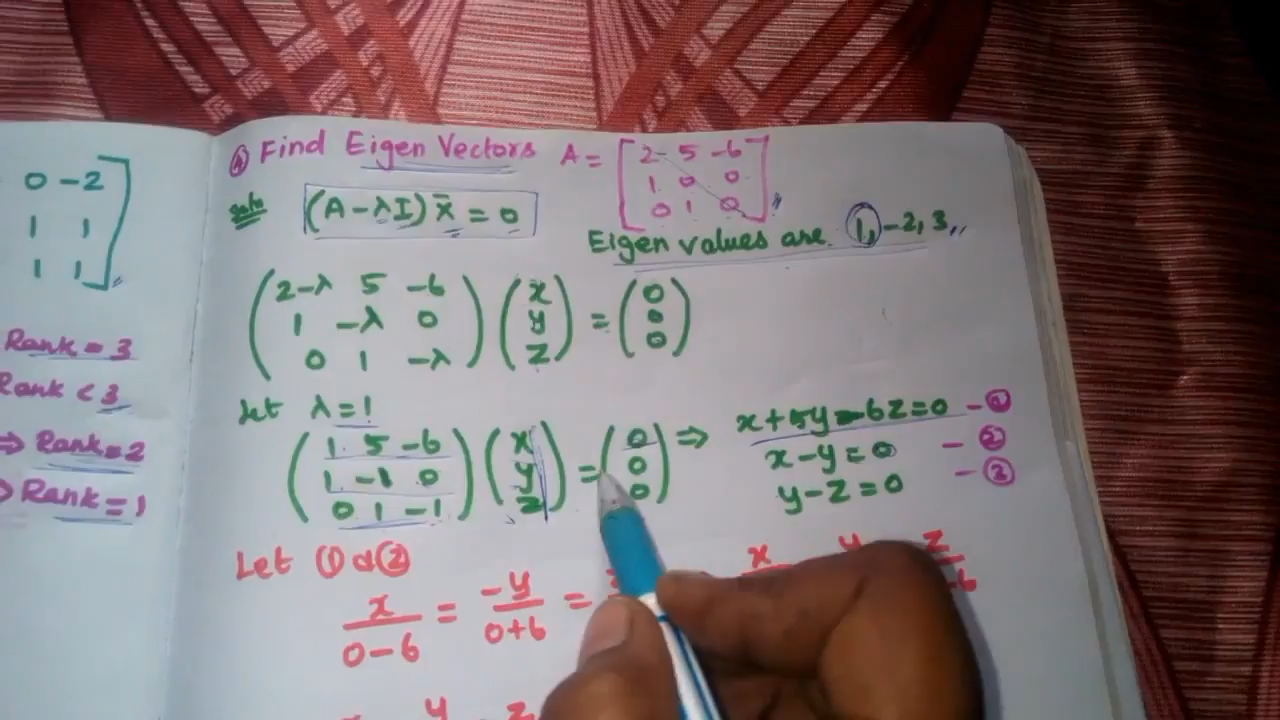 0 -2
1 1
1 1
Rank = 3
Rank < 3
⇒ Rank = 2
Rank = 1
Find Eigen Vectors A = [ 2 5 -6
1 0 0
0 1 0 ]
soln (A-λI) x̄ = 0
Eigen values are 1, -2, 3,,
( 2-λ 5 -6 ) ( x ) = ( 0 )
( 1 -λ 0 ) ( y ) ( 0 )
( 0 1 -λ ) ( z ) ( 0 )
Let λ = 1
( 1 5 -6 ) ( x ) = ( 0 ) ⇒ x+5y-6z=0 - ①
( 1 -1 0 ) ( y ) ( 0 ) x-y=0 - ②
( 0 1 -1 ) ( z ) ( 0 ) y-z=0 - ③
Let ① & ②
x/0-6 = -y/0+6 =
x y z
y z